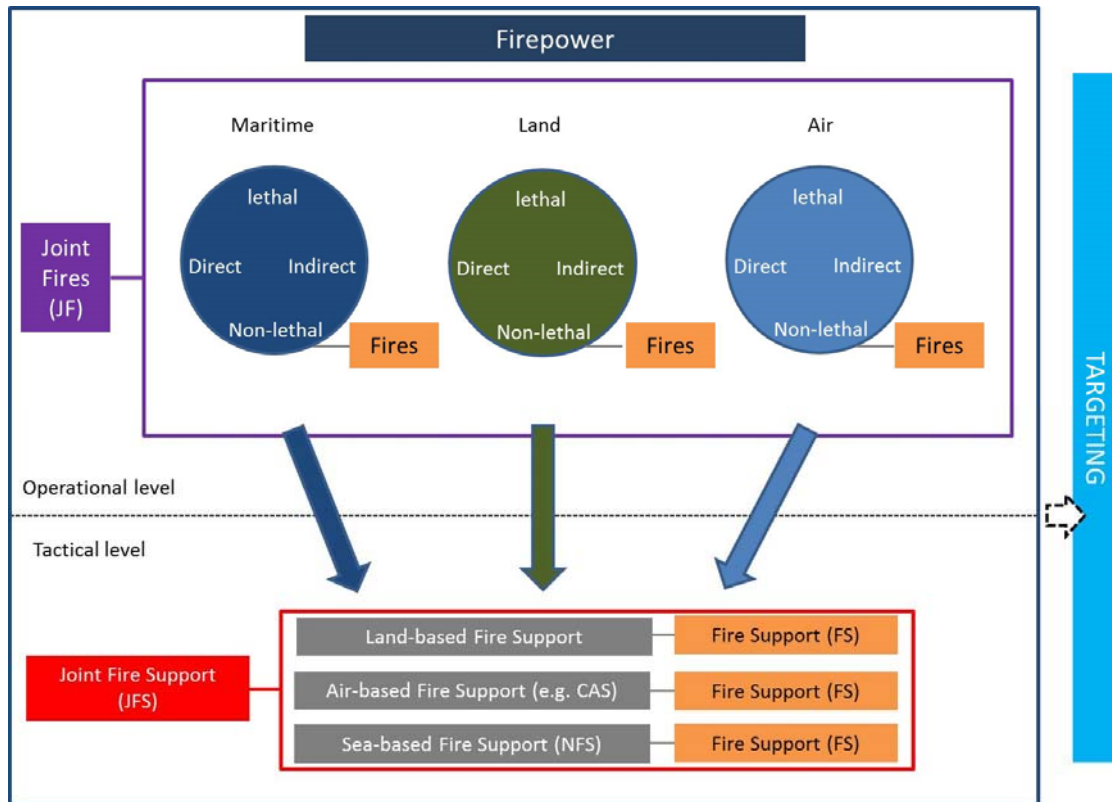 Firepower
Maritime
Land
Air
lethal
Direct
Indirect
Non-lethal
Fires
lethal
Direct
Indirect
Non-lethal
Fires
lethal
Direct
Indirect
Non-lethal
Fires
Joint
Fires
(JF)
Operational level
Tactical level
Joint Fire Support
(JFS)
Land-based Fire Support
Fire Support (FS)
Air-based Fire Support (e.g. CAS)
Fire Support (FS)
Sea-based Fire Support (NFS)
Fire Support (FS)
TARGETING